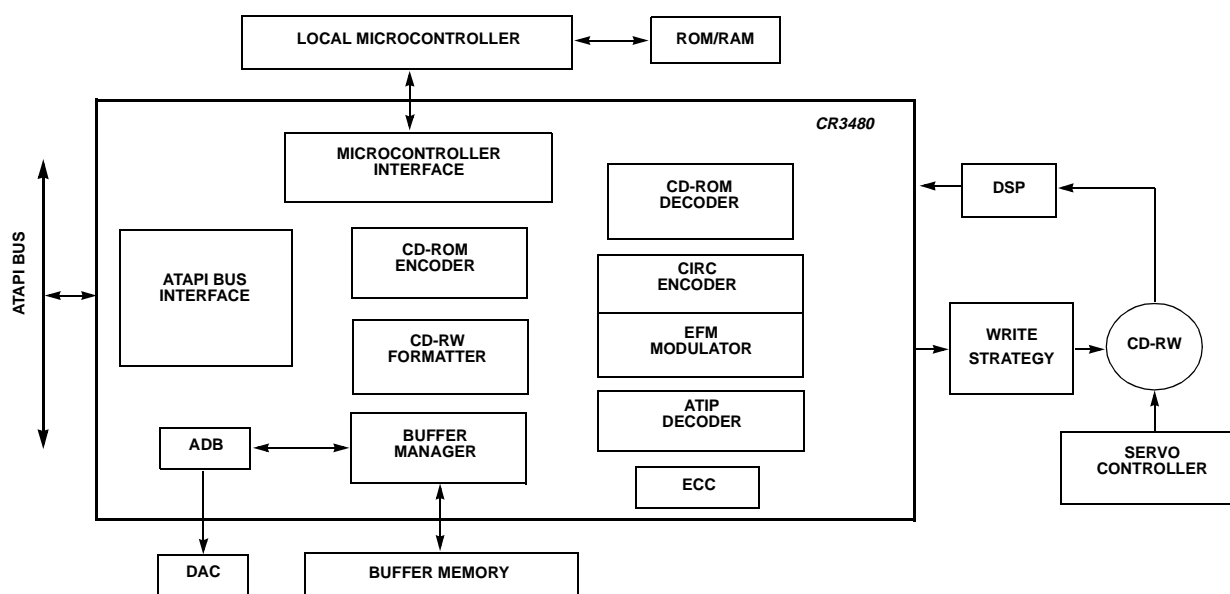 LOCAL MICROCONTROLLER
ROM/RAM
CR3480
MICROCONTROLLER
INTERFACE
CD-ROM
DECODER
DSP
ATAPI BUS
ATAPI BUS
INTERFACE
CD-ROM
ENCODER
CIRC
ENCODER
CD-RW
FORMATTER
EFM
MODULATOR
WRITE
STRATEGY
CD-RW
ADB
BUFFER
MANAGER
ATIP
DECODER
ECC
SERVO
CONTROLLER
DAC
BUFFER MEMORY